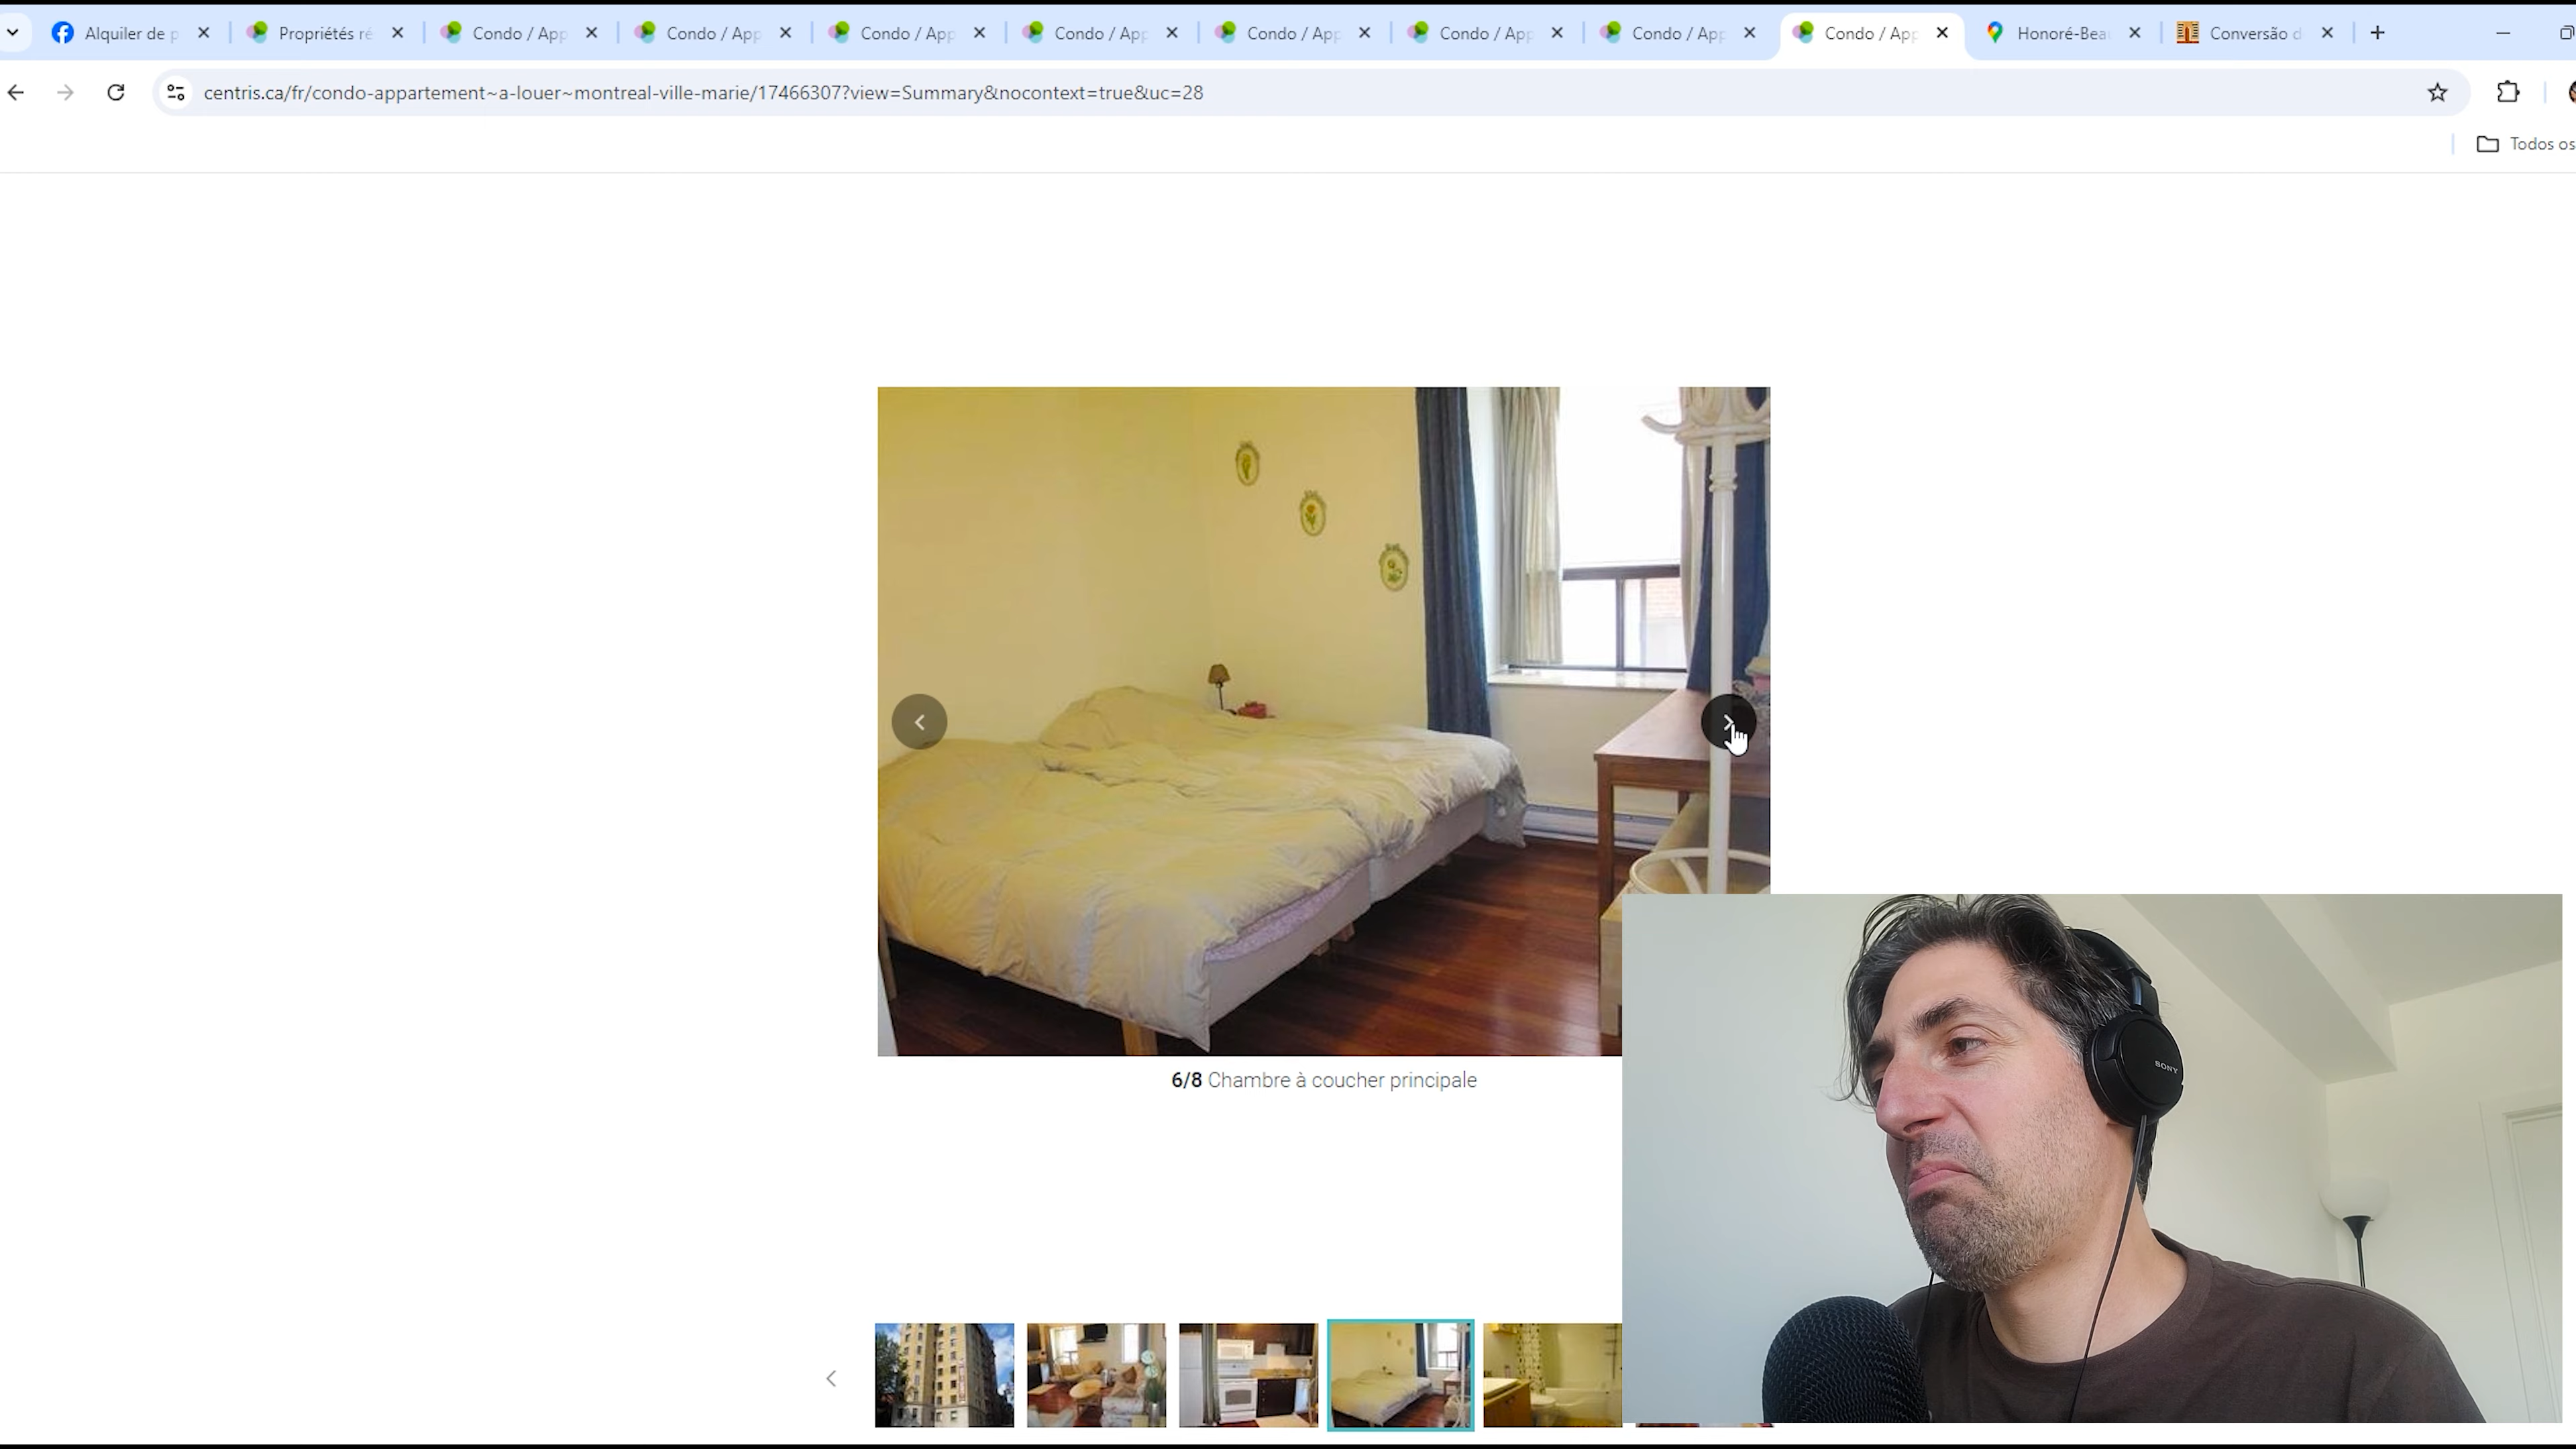 Alquiler de p
Propriétés ré
Condo / App
Condo / App
Condo / App
Condo / App
Condo / App
Condo / App
Condo / App
Condo / App
Honoré-Beau
Conversão d
centris.ca/fr/condo-appartement~a-louer~montreal-ville-marie/17466307?view=Summary&nocontext=true&uc=28
Todos os
6/8 Chambre à coucher principale
SONY